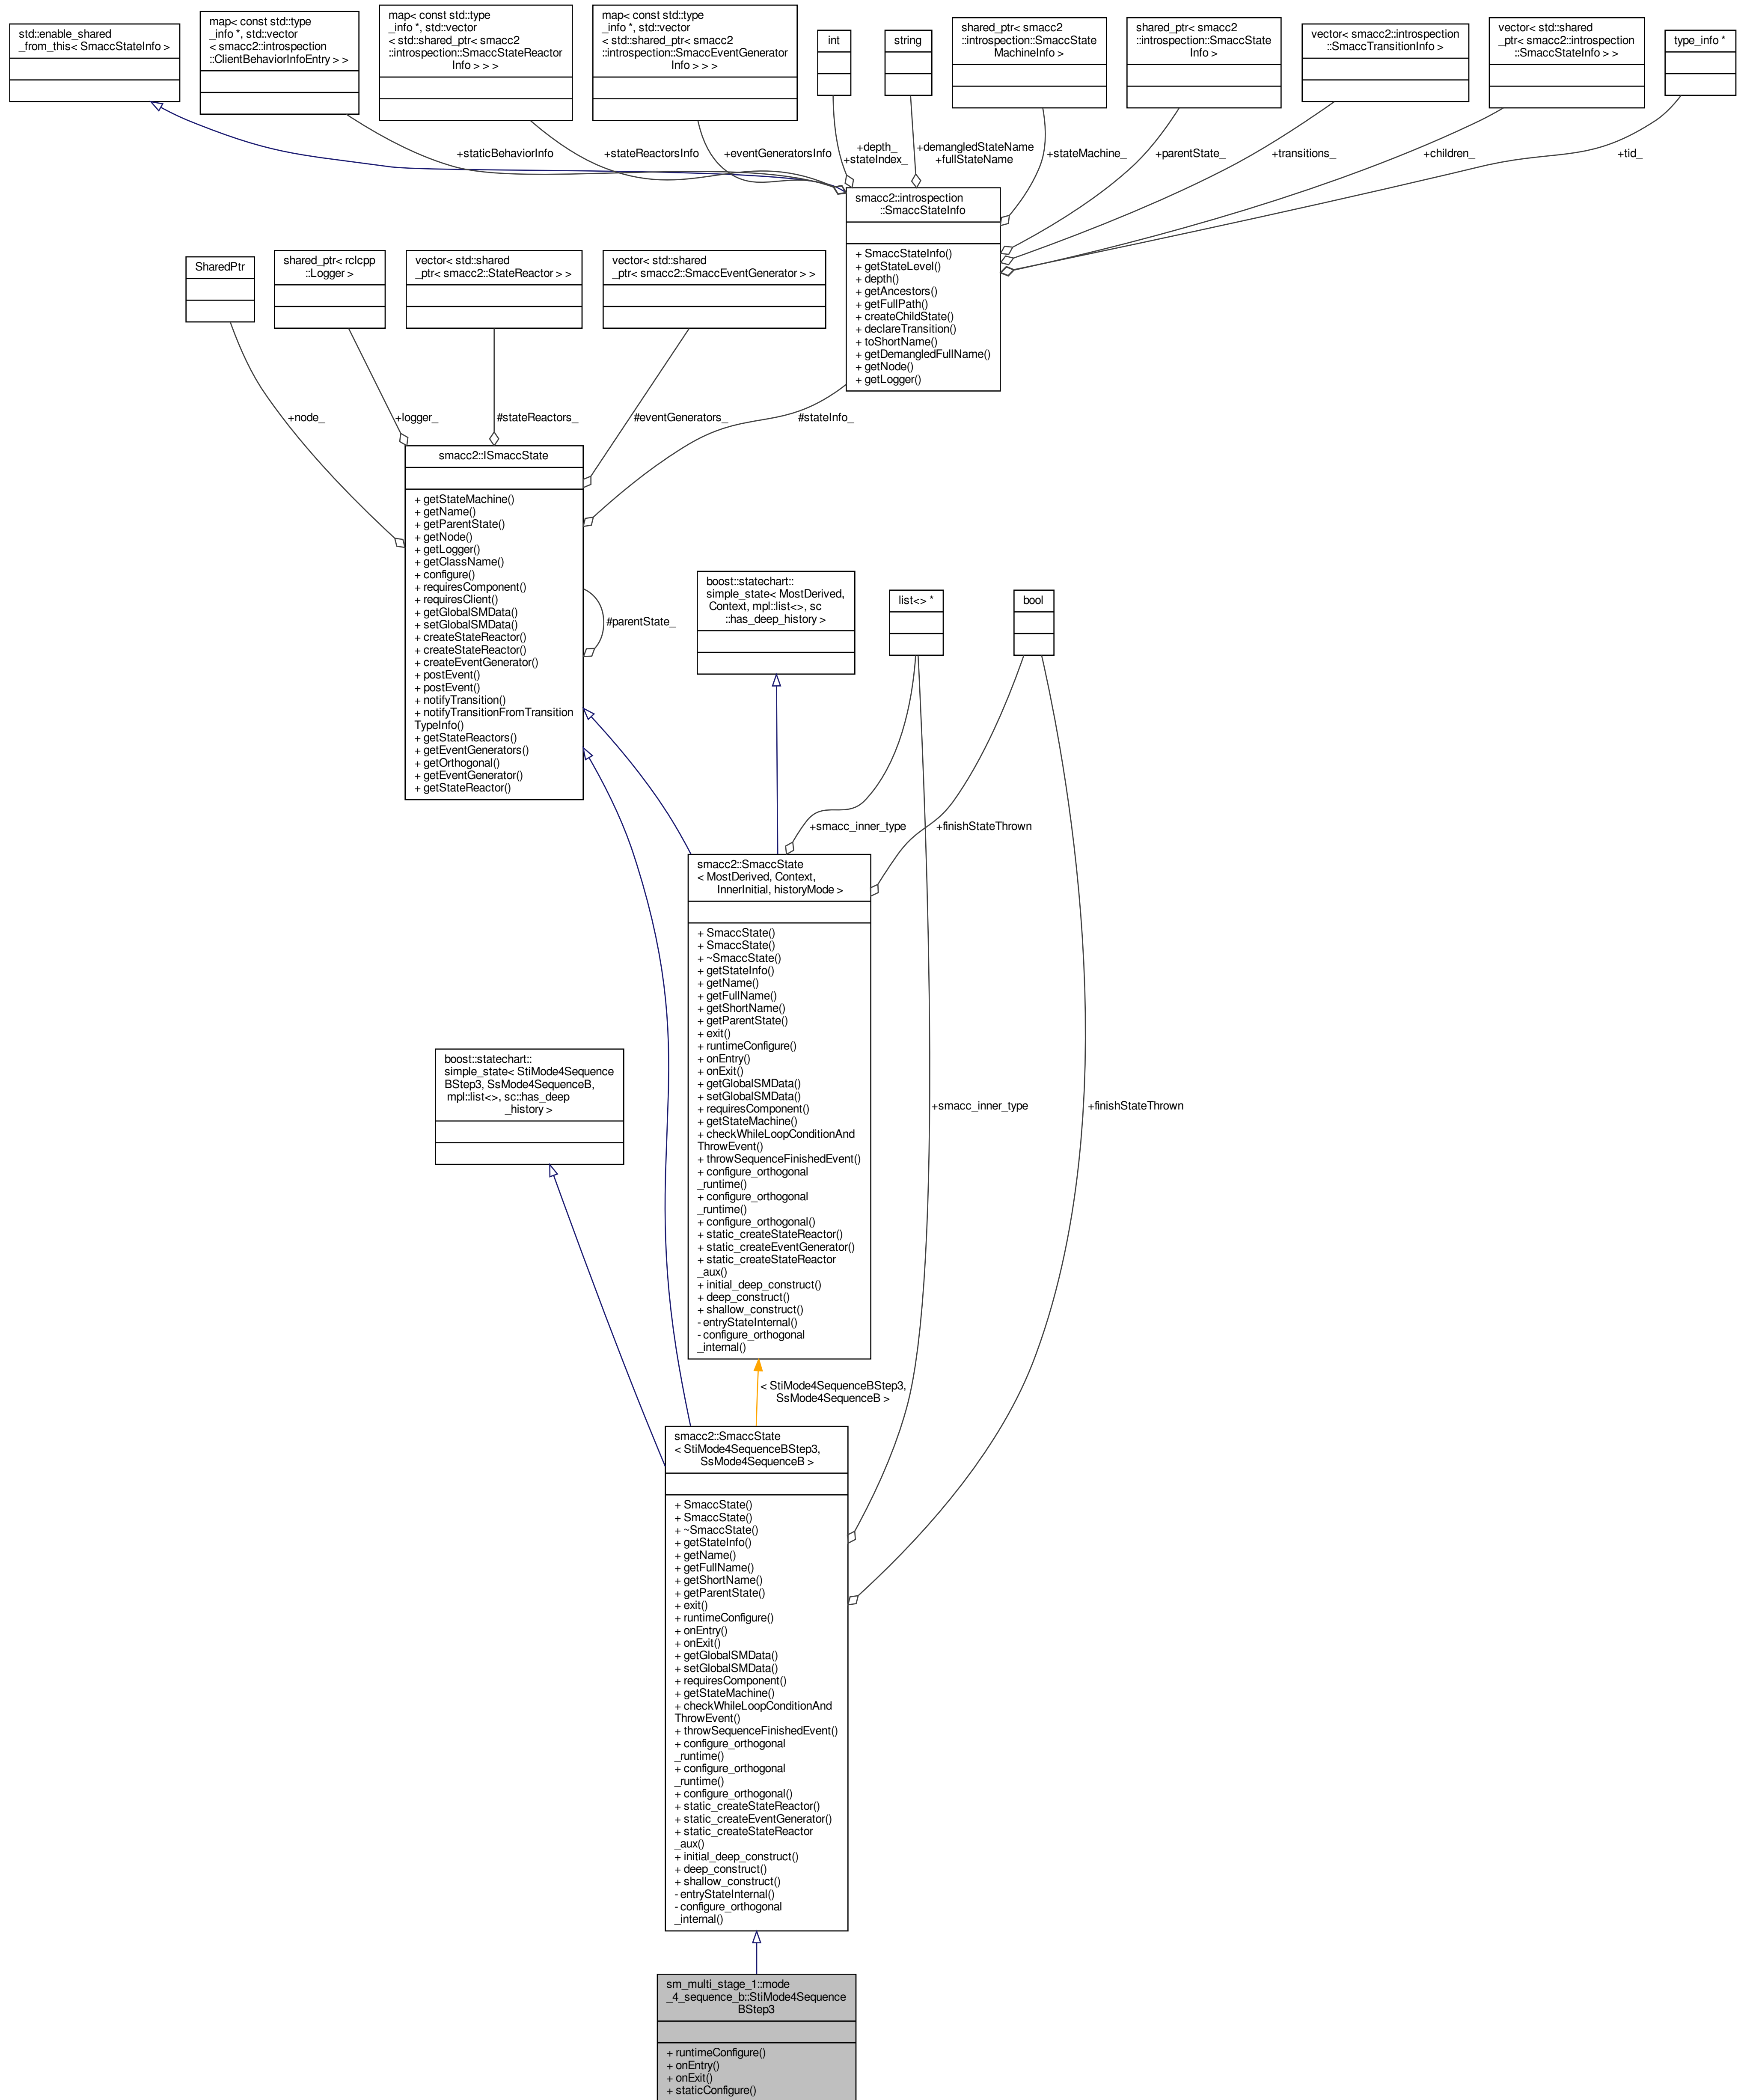 std::enable_shared
_from_this< SmaccStateInfo >
map< const std::type
_info *, std::vector
< smacc2::introspection
::ClientBehaviorInfoEntry > >
map< const std::type
_info *, std::vector
< std::shared_ptr< smacc2
::introspection::SmaccStateReactor
Info > > >
map< const std::type
_info *, std::vector
< std::shared_ptr< smacc2
::introspection::SmaccEventGenerator
Info > > >
int
string
shared_ptr< smacc2
::introspection::SmaccState
MachineInfo >
shared_ptr< smacc2
::introspection::SmaccState
Info >
vector< smacc2::introspection
::SmaccTransitionInfo >
vector< std::shared
_ptr< smacc2::introspection
::SmaccStateInfo > >
type_info *
+staticBehaviorInfo
+stateReactorsInfo
+eventGeneratorsInfo
+depth_
+stateIndex_
+demangledStateName
+fullStateName
+stateMachine_
+parentState_
+transitions_
+children_
+tid_
smacc2::introspection
::SmaccStateInfo
+ SmaccStateInfo()
+ getStateLevel()
+ depth()
+ getAncestors()
+ getFullPath()
+ createChildState()
+ declareTransition()
+ toShortName()
+ getDemangledFullName()
+ getNode()
+ getLogger()
SharedPtr
shared_ptr< rclcpp
::Logger >
vector< std::shared
_ptr< smacc2::StateReactor > >
vector< std::shared
_ptr< smacc2::SmaccEventGenerator > >
+node_
+logger_
#stateReactors_
#eventGenerators_
#stateInfo_
smacc2::ISmaccState
+ getStateMachine()
+ getName()
+ getParentState()
+ getNode()
+ getLogger()
+ getClassName()
+ configure()
+ requiresComponent()
+ requiresClient()
+ getGlobalSMData()
+ setGlobalSMData()
+ createStateReactor()
+ createStateReactor()
+ createEventGenerator()
+ postEvent()
+ postEvent()
+ notifyTransition()
+ notifyTransitionFromTransition
TypeInfo()
+ getStateReactors()
+ getEventGenerators()
+ getOrthogonal()
+ getEventGenerator()
+ getStateReactor()
#parentState_
boost::statechart::
simple_state< MostDerived,
Context, mpl::list<>, sc
::has_deep_history >
list<> *
bool
+smacc_inner_type
+finishStateThrown
smacc2::SmaccState
< MostDerived, Context,
InnerInitial, historyMode >
+ SmaccState()
+ SmaccState()
+ ~SmaccState()
+ getStateInfo()
+ getName()
+ getFullName()
+ getShortName()
+ getParentState()
+ exit()
+ runtimeConfigure()
+ onEntry()
+ onExit()
+ getGlobalSMData()
+ setGlobalSMData()
+ requiresComponent()
+ getStateMachine()
+ checkWhileLoopConditionAnd
ThrowEvent()
+ throwSequenceFinishedEvent()
+ configure_orthogonal
_runtime()
+ configure_orthogonal
_runtime()
+ configure_orthogonal()
+ static_createStateReactor()
+ static_createEventGenerator()
+ static_createStateReactor
_aux()
+ initial_deep_construct()
+ deep_construct()
+ shallow_construct()
- entryStateInternal()
- configure_orthogonal
_internal()
boost::statechart::
simple_state< StiMode4Sequence
BStep3, SsMode4SequenceB,
mpl::list<>, sc::has_deep
_history >
+smacc_inner_type
+finishStateThrown
< StiMode4SequenceBStep3,
SsMode4SequenceB >
smacc2::SmaccState
< StiMode4SequenceBStep3,
SsMode4SequenceB >
+ SmaccState()
+ SmaccState()
+ ~SmaccState()
+ getStateInfo()
+ getName()
+ getFullName()
+ getShortName()
+ getParentState()
+ exit()
+ runtimeConfigure()
+ onEntry()
+ onExit()
+ getGlobalSMData()
+ setGlobalSMData()
+ requiresComponent()
+ getStateMachine()
+ checkWhileLoopConditionAnd
ThrowEvent()
+ throwSequenceFinishedEvent()
+ configure_orthogonal
_runtime()
+ configure_orthogonal
_runtime()
+ configure_orthogonal()
+ static_createStateReactor()
+ static_createEventGenerator()
+ static_createStateReactor
_aux()
+ initial_deep_construct()
+ deep_construct()
+ shallow_construct()
- entryStateInternal()
- configure_orthogonal
_internal()
sm_multi_stage_1::mode
_4_sequence_b::StiMode4Sequence
BStep3
+ runtimeConfigure()
+ onEntry()
+ onExit()
+ staticConfigure()